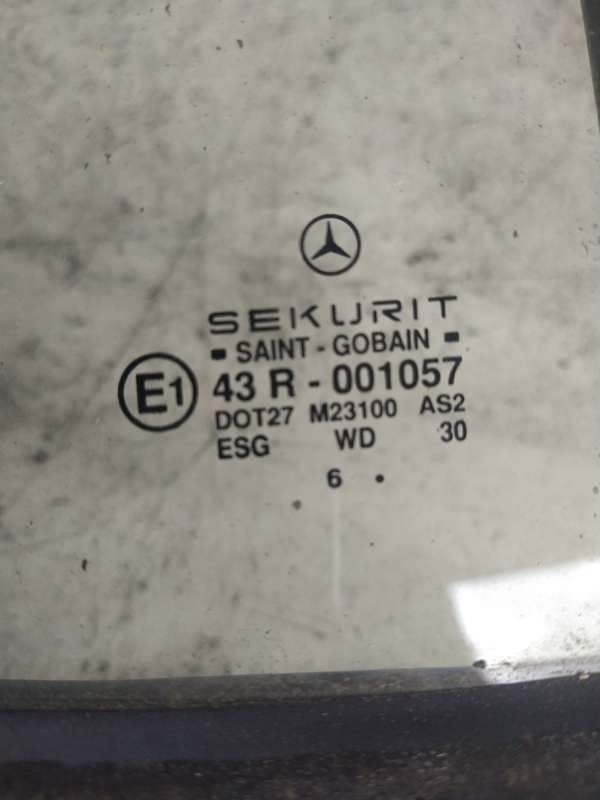 SEKURIT
▪ SAINT - GOBAIN ▪
E1 43 R - 001057
DOT27 M23100 AS2
ESG WD 30
6 .